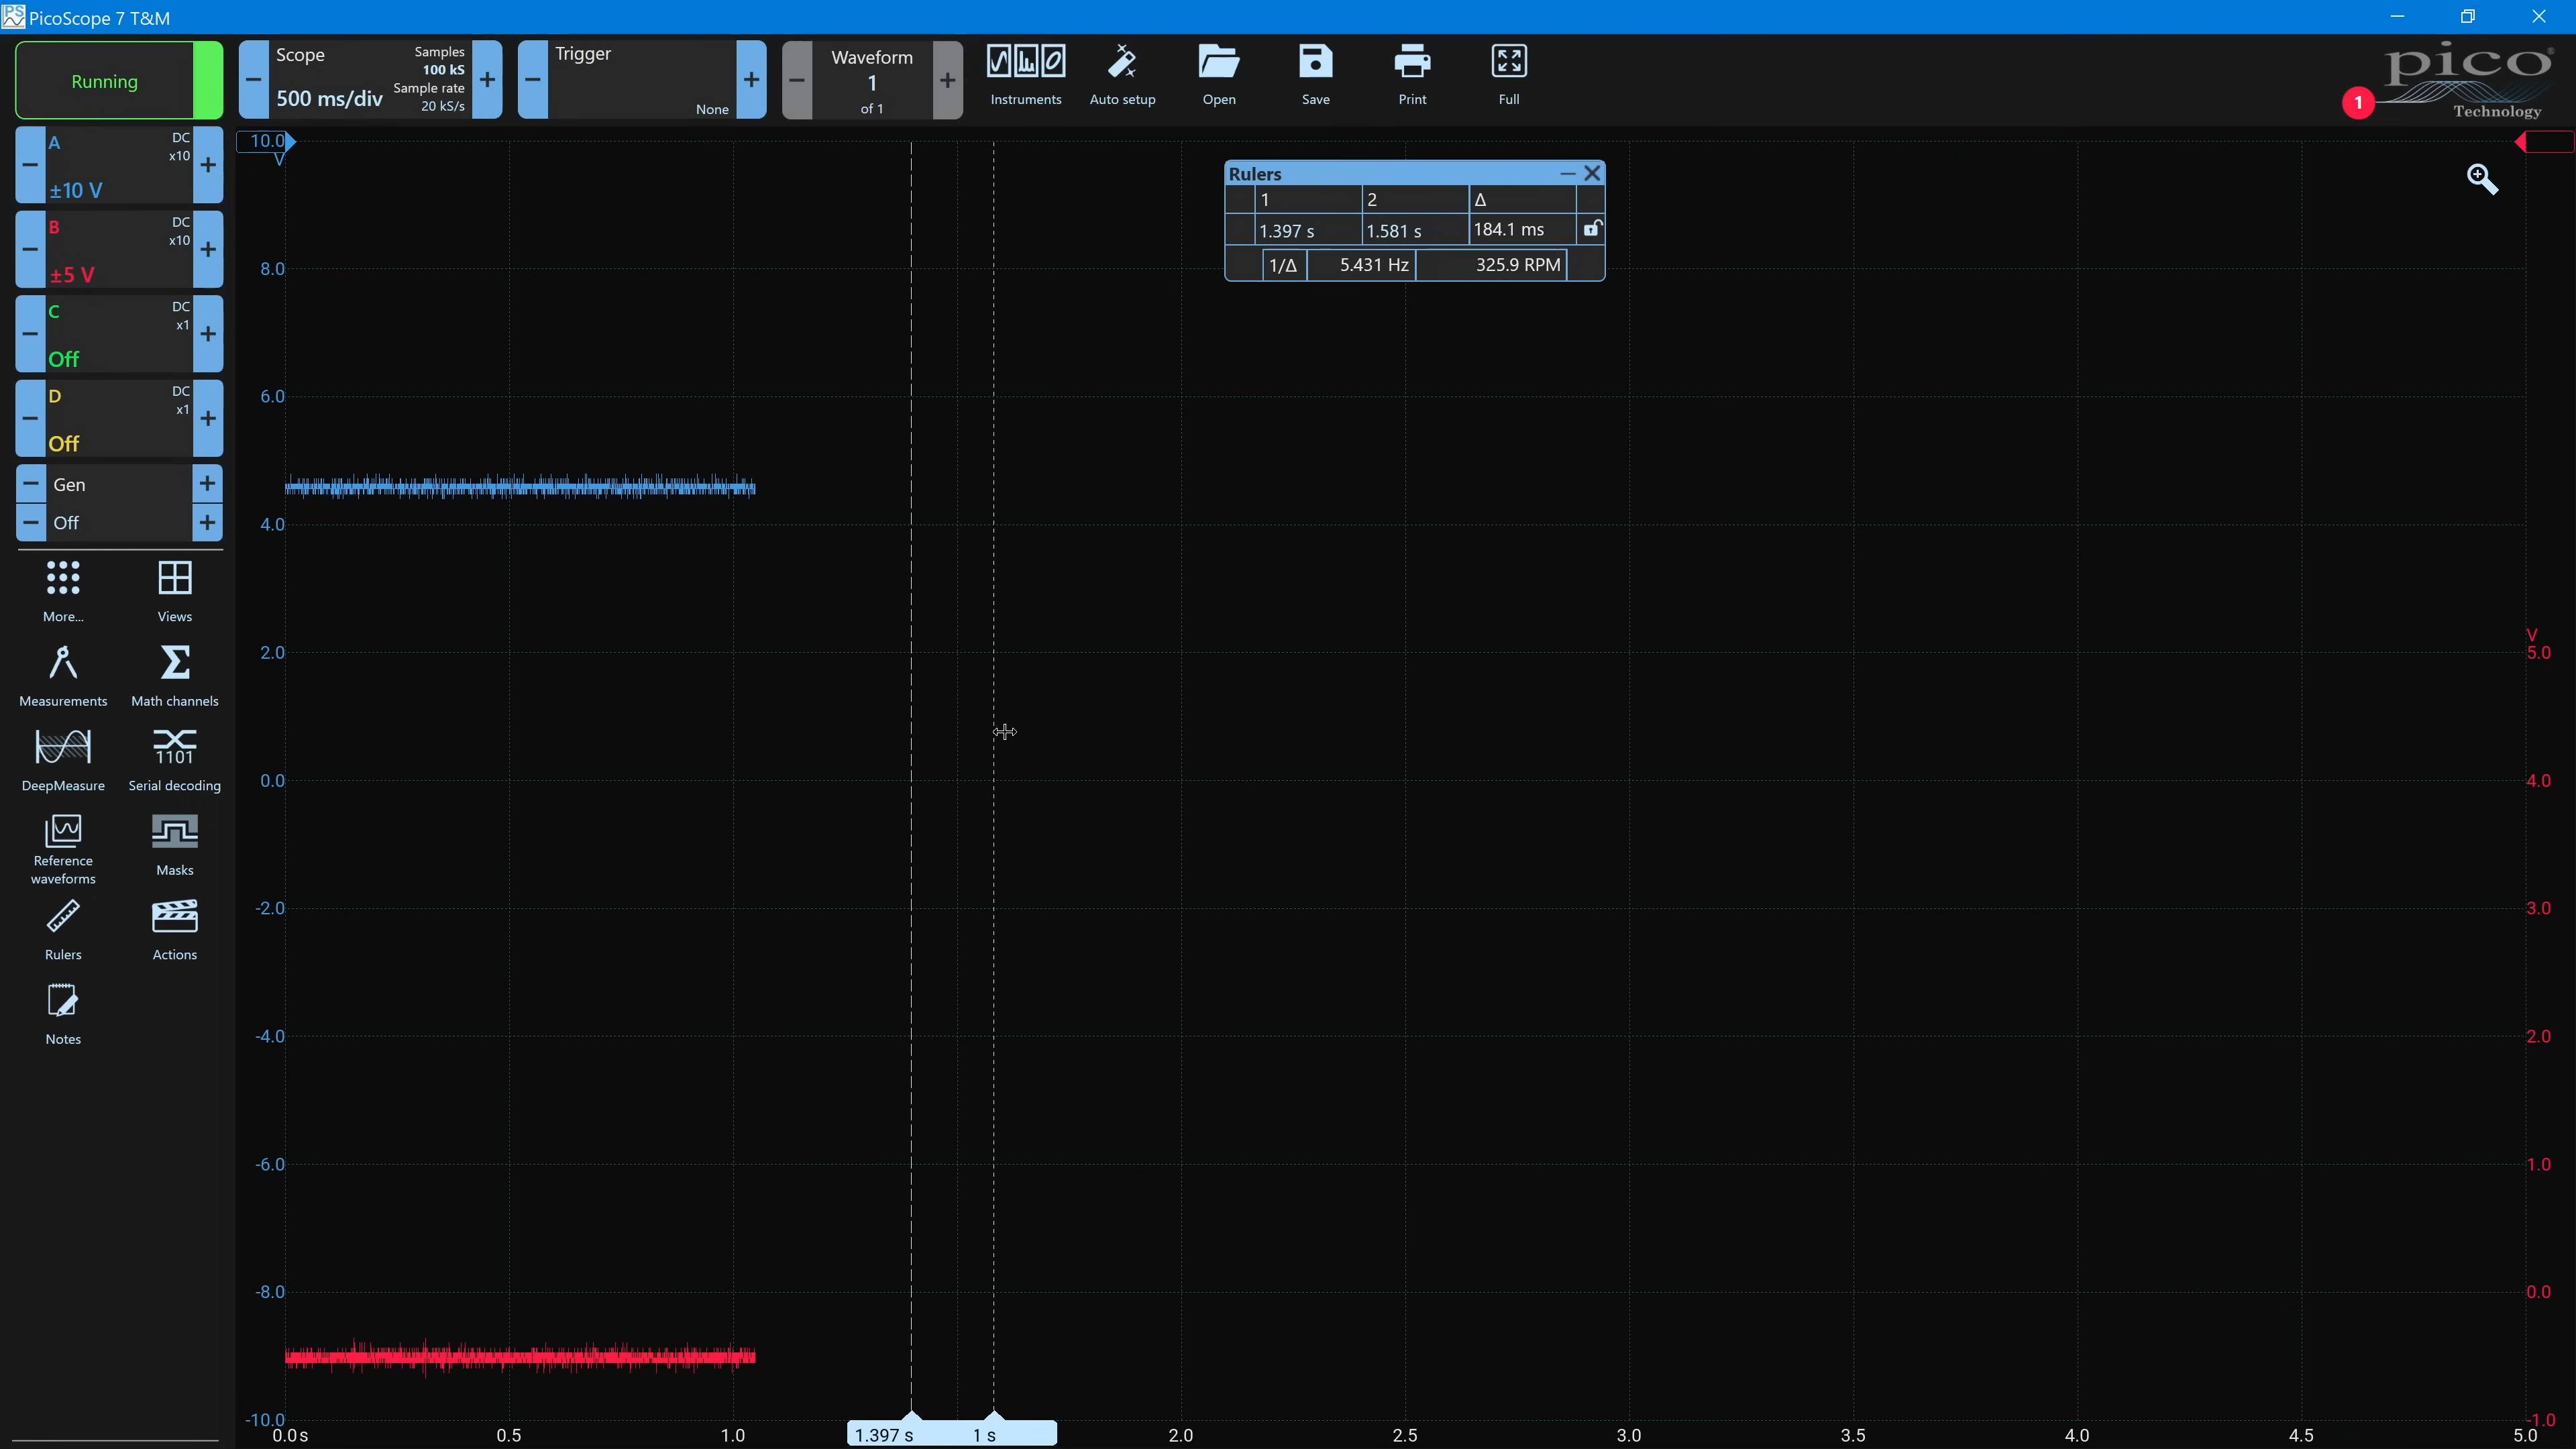 PS PicoScope 7 T&M
Running
Scope
500 ms/div
Samples
100 kS
Sample rate
20 kS/s
Trigger
None
Waveform
1
of 1
Instruments
Auto setup
Open
Save
Print
Full
1
pico
Technology
A
DC
x10
±10 V
B
DC
x10
±5 V
C
DC
x1
Off
D
DC
x1
Off
Gen
Off
More...
Views
Measurements
Math channels
DeepMeasure
1101
Serial decoding
Reference
waveforms
Masks
Rulers
Actions
Notes
Rulers
1 2 Δ
1.397 s 1.581 s 184.1 ms
1/Δ 5.431 Hz 325.9 RPM
10.0
V
8.0
6.0
4.0
2.0
0.0
-2.0
-4.0
-6.0
-8.0
-10.0
V
5.0
4.0
3.0
2.0
1.0
0.0
-1.0
0.0 s 0.5 1.0 1.397 s 1 s 2.0 2.5 3.0 3.5 4.0 4.5 5.0